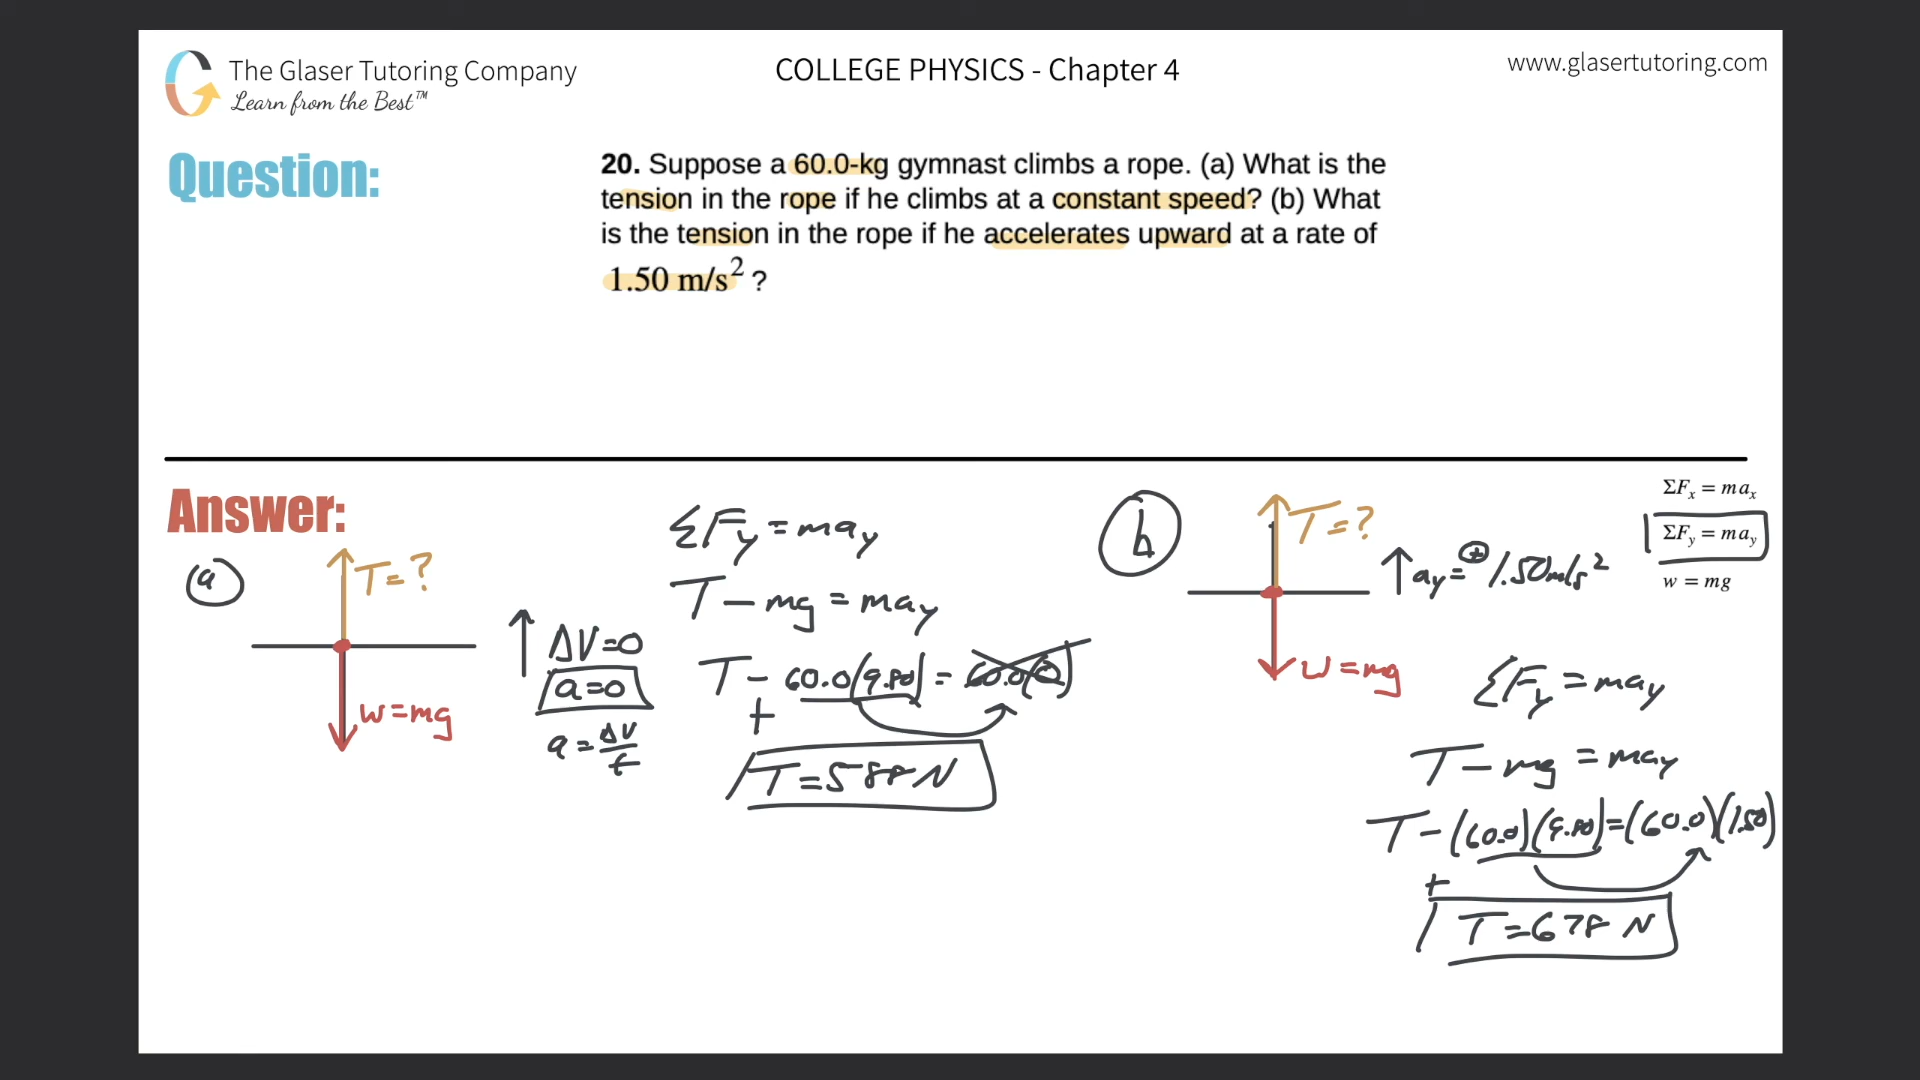 The Glaser Tutoring Company
Learn from the Best™
COLLEGE PHYSICS - Chapter 4
www.glasertutoring.com
Question:
20. Suppose a 60.0-kg gymnast climbs a rope. (a) What is the
tension in the rope if he climbs at a constant speed? (b) What
is the tension in the rope if he accelerates upward at a rate of
1.50 m/s² ?
Answer:
(a)
T=?
w=mg
↑ ΔV=0
a=0
a=ΔV/t
ΣFy=may
T-mg=may
T-60.0(9.80)=60.0(0)
+
T=588 N
b
T=?
w=mg
↑ay=⊕1.50m/s²
ΣFx = max
ΣFy = may
w = mg
ΣFy=may
T-mg=may
T-(60.0)(9.80)=(60.0)(1.50)
+
T=678 N